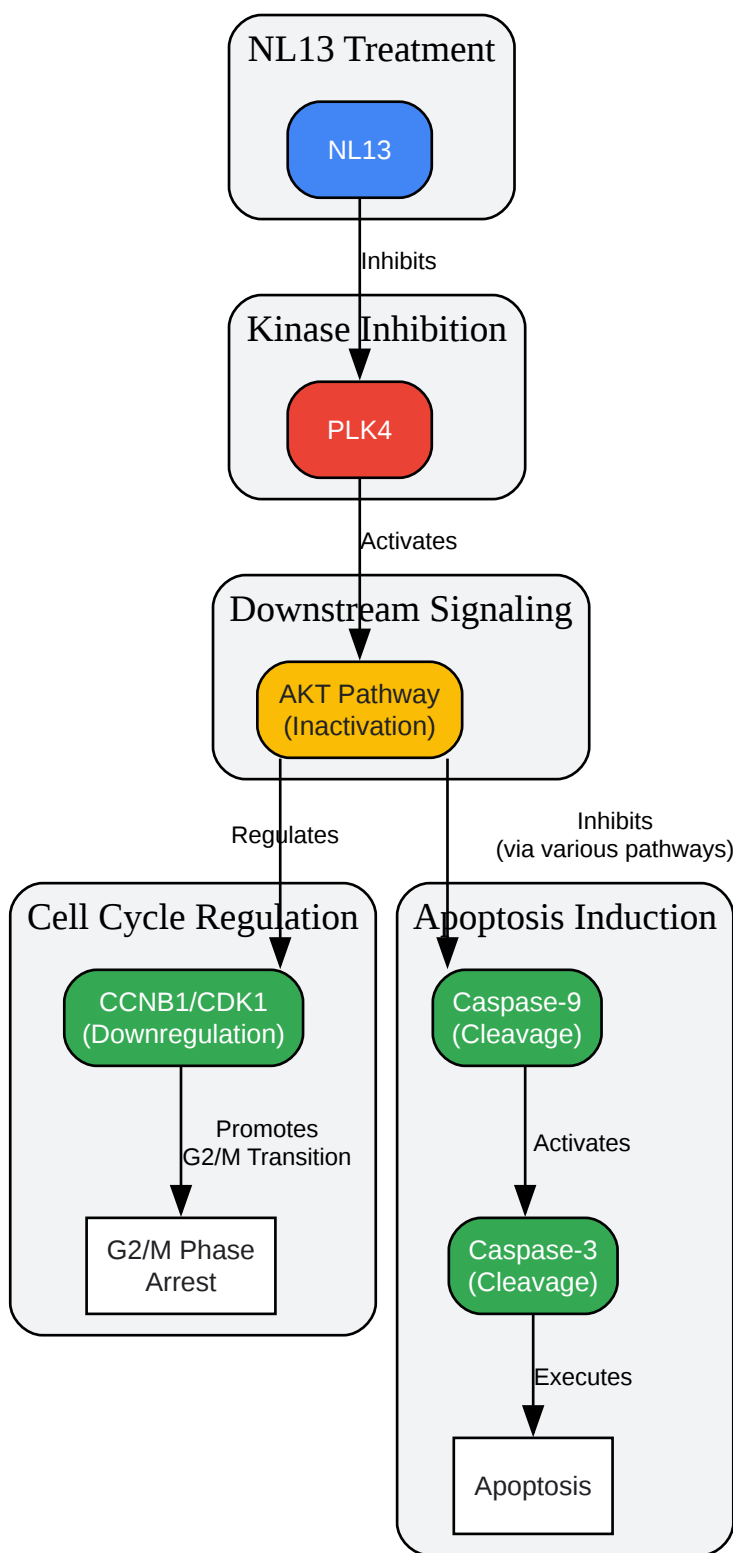 NL13 Treatment
NL13
Inhibits
Kinase Inhibition
PLK4
Activates
Downstream Signaling
AKT Pathway
(Inactivation)
Regulates
Inhibits
(via various pathways)
Cell Cycle Regulation
CCNB1/CDK1
(Downregulation)
Promotes
G2/M Transition
G2/M Phase
Arrest
Apoptosis Induction
Caspase-9
(Cleavage)
Activates
Caspase-3
(Cleavage)
Executes
Apoptosis